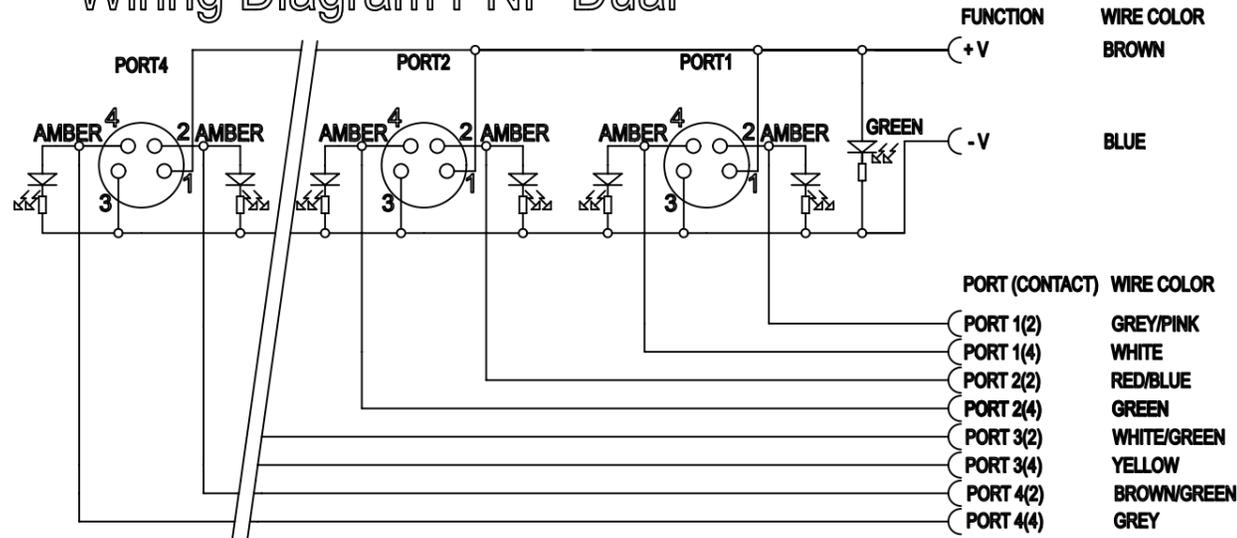 Wiring Diagram PNP Dual
FUNCTION WIRE COLOR
+ V BROWN
PORT4 PORT2 PORT1
4 4 4
AMBER 2 AMBER AMBER 2 AMBER AMBER 2 AMBER GREEN
- V BLUE
1 1 1
3 3 3
PORT (CONTACT) WIRE COLOR
PORT 1(2) GREY/PINK
PORT 1(4) WHITE
PORT 2(2) RED/BLUE
PORT 2(4) GREEN
PORT 3(2) WHITE/GREEN
PORT 3(4) YELLOW
PORT 4(2) BROWN/GREEN
PORT 4(4) GREY